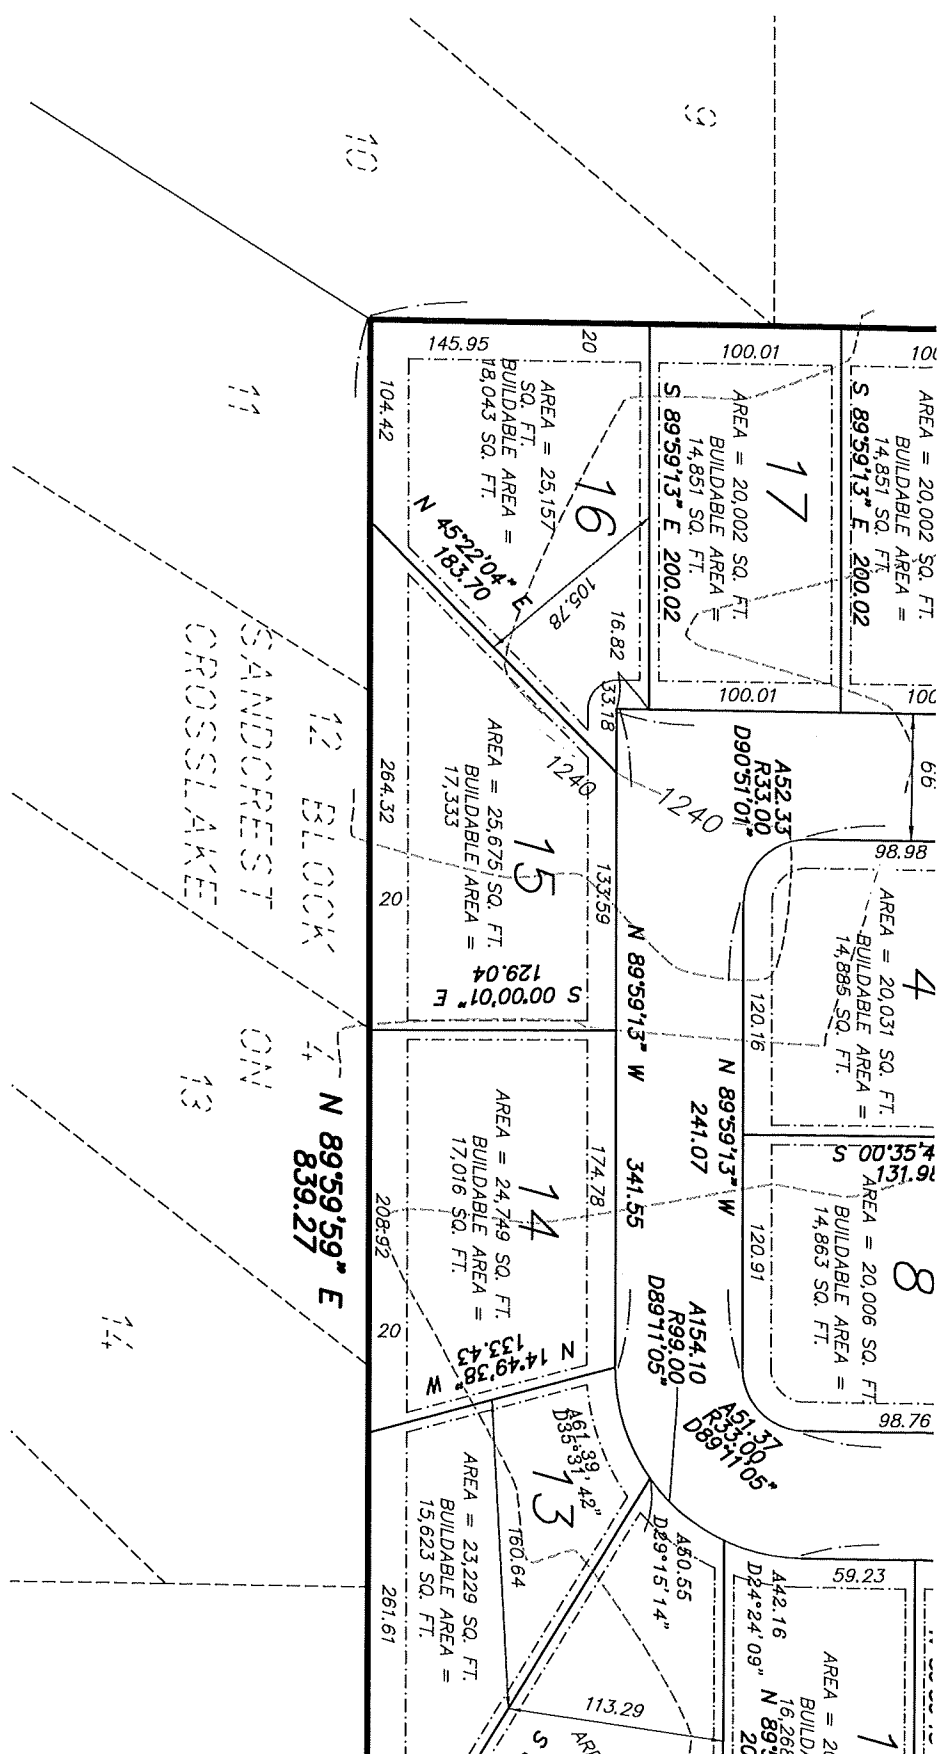 9
10
11
12 BLOCK 4
SANDCREST ON
CROSSLAKE
13
14
145.95
20
104.42
AREA = 25,157
SQ. FT.
BUILDABLE AREA =
18,043 SQ. FT.
16
N 45°22'04" E
183.70
105.78
16.82
33.18
100.01
17
AREA = 20,002 SQ. FT.
BUILDABLE AREA =
14,851 SQ. FT.
S 89°59'13" E 200.02
100.01
AREA = 20,002 SQ. FT.
BUILDABLE AREA =
14,851 SQ. FT.
S 89°59'13" E 200.02
66
A52.33
R33.00
D90°51'01"
1240
1240
15
AREA = 25,675 SQ. FT.
BUILDABLE AREA =
17,333
264.32
20
133.59
S 00°00'01" E
129.04
N 89°59'13" W 341.55
N 89°59'13" W
241.07
98.98
4
AREA = 20,031 SQ. FT.
BUILDABLE AREA =
14,885 SQ. FT.
120.16
131.98
8
AREA = 20,006 SQ. FT.
BUILDABLE AREA =
14,863 SQ. FT.
120.91
98.76
14
AREA = 24,749 SQ. FT.
BUILDABLE AREA =
17,016 SQ. FT.
174.78
208.92
20
N 89°59'59" E
839.27
N 14°49'38" W
133.43
A154.10
R99.00
D89°11'05"
A51.37
R33.00
D89°11'05"
A61.39
D35°31'42"
13
AREA = 23,229 SQ. FT.
BUILDABLE AREA =
15,623 SQ. FT.
160.64
261.61
A50.55
D29°15'14"
A42.16
D24°24'09"
59.23
113.29